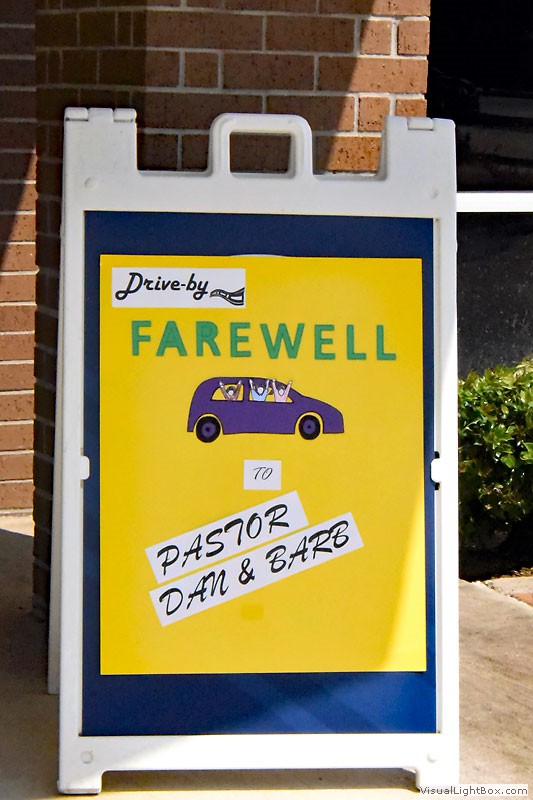 Drive-by
FAREWELL
TO
PASTOR
DAN & BARB
VisualLightBox.com